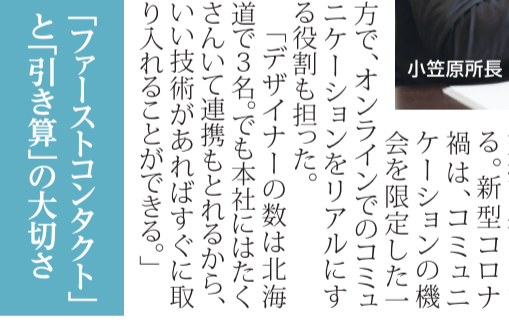 小笠原所長
る。新型コロナ
禍は、コミュニ
ケーションの機
会を限定した一
方で、オンラインでのコミュ
ニケーションをリアルにす
る役割も担った。
「デザイナーの数は北海
道で3名。でも本社にはたく
さんいて連携もとれるから、
いい技術があればすぐに取
り入れることができる。」
「ファーストコンタクト」
と「引き算」の大切さ